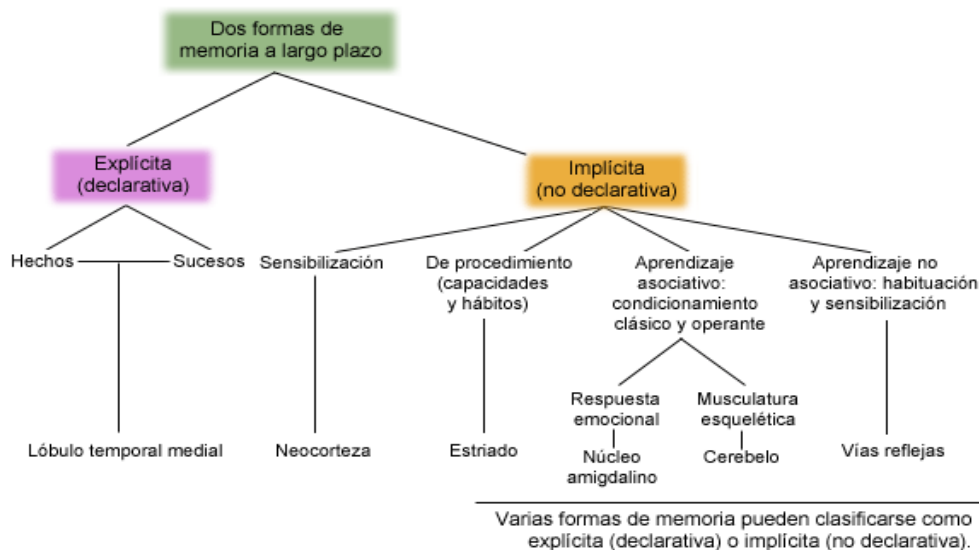 Dos formas de
memoria a largo plazo
Explícita
(declarativa)
Implícita
(no declarativa)
Hechos
Sucesos
Sensibilización
De procedimiento
(capacidades
y hábitos)
Aprendizaje
asociativo:
condicionamiento
clásico y operante
Aprendizaje no
asociativo: habituación
y sensibilización
Respuesta
emocional
Musculatura
esquelética
Lóbulo temporal medial
Neocorteza
Estriado
Núcleo
amigdalino
Cerebelo
Vías reflejas
Varias formas de memoria pueden clasificarse como
explícita (declarativa) o implícita (no declarativa).